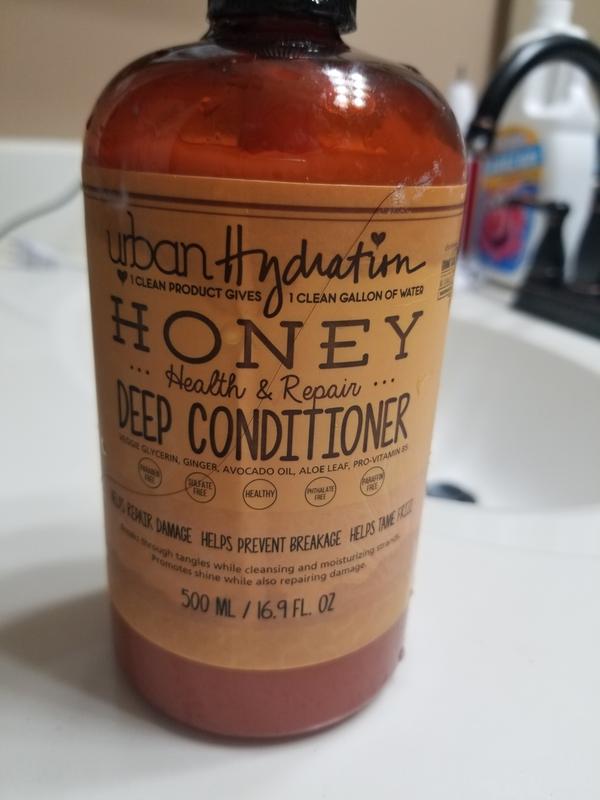 urban Hydration
1 CLEAN PRODUCT GIVES 1 CLEAN GALLON OF WATER
HONEY
... Health & Repair ...
DEEP CONDITIONER
VEGGIE GLYCERIN, GINGER, AVOCADO OIL, ALOE LEAF, PRO-VITAMIN B5
PARABEN FREE
SULFATE FREE
HEALTHY
PHTHALATE FREE
PARAFFIN FREE
HELPS REPAIR DAMAGE HELPS PREVENT BREAKAGE HELPS TAME FRIZZ
Breaks through tangles while cleansing and moisturizing strands.
Promotes shine while also repairing damage.
500 ML / 16.9 FL. OZ